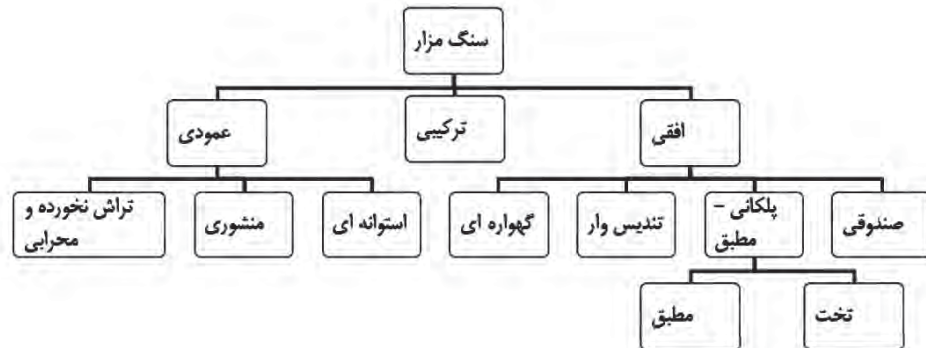 سنگ مزار
افقی
ترکیبی
عمودی
صندوقی
پلکانی –
مطبق
تندیس وار
گهواره ای
استوانه ای
منشوری
تراش نخورده و
محرابی
تخت
مطبق